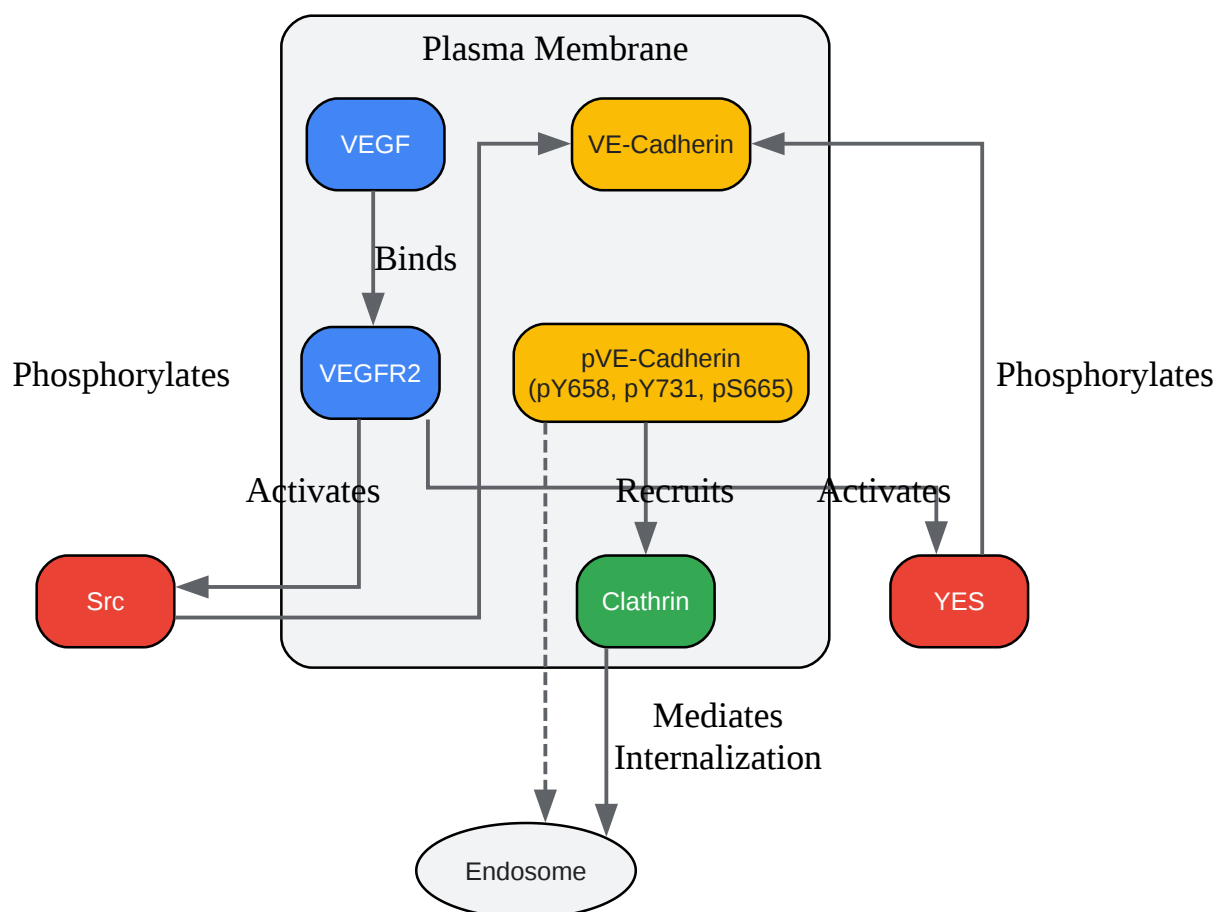 Plasma Membrane
VEGF
VE-Cadherin
Binds
Phosphorylates
VEGFR2
pVE-Cadherin
(pY658, pY731, pS665)
Phosphorylates
Activates
Recruits
Activates
Src
Clathrin
YES
Mediates
Internalization
Endosome